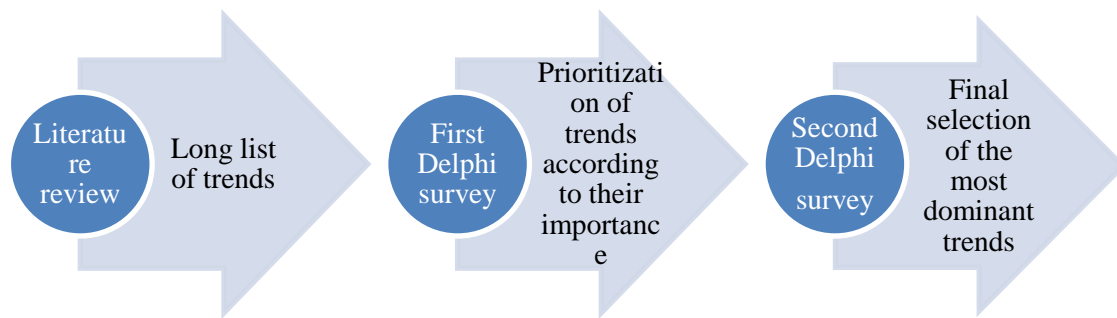 Literatu
re
review
Long list
of trends
First
Delphi
survey
Prioritizati
on of
trends
according
to their
importanc
e
Second
Delphi
survey
Final
selection
of the
most
dominant
trends